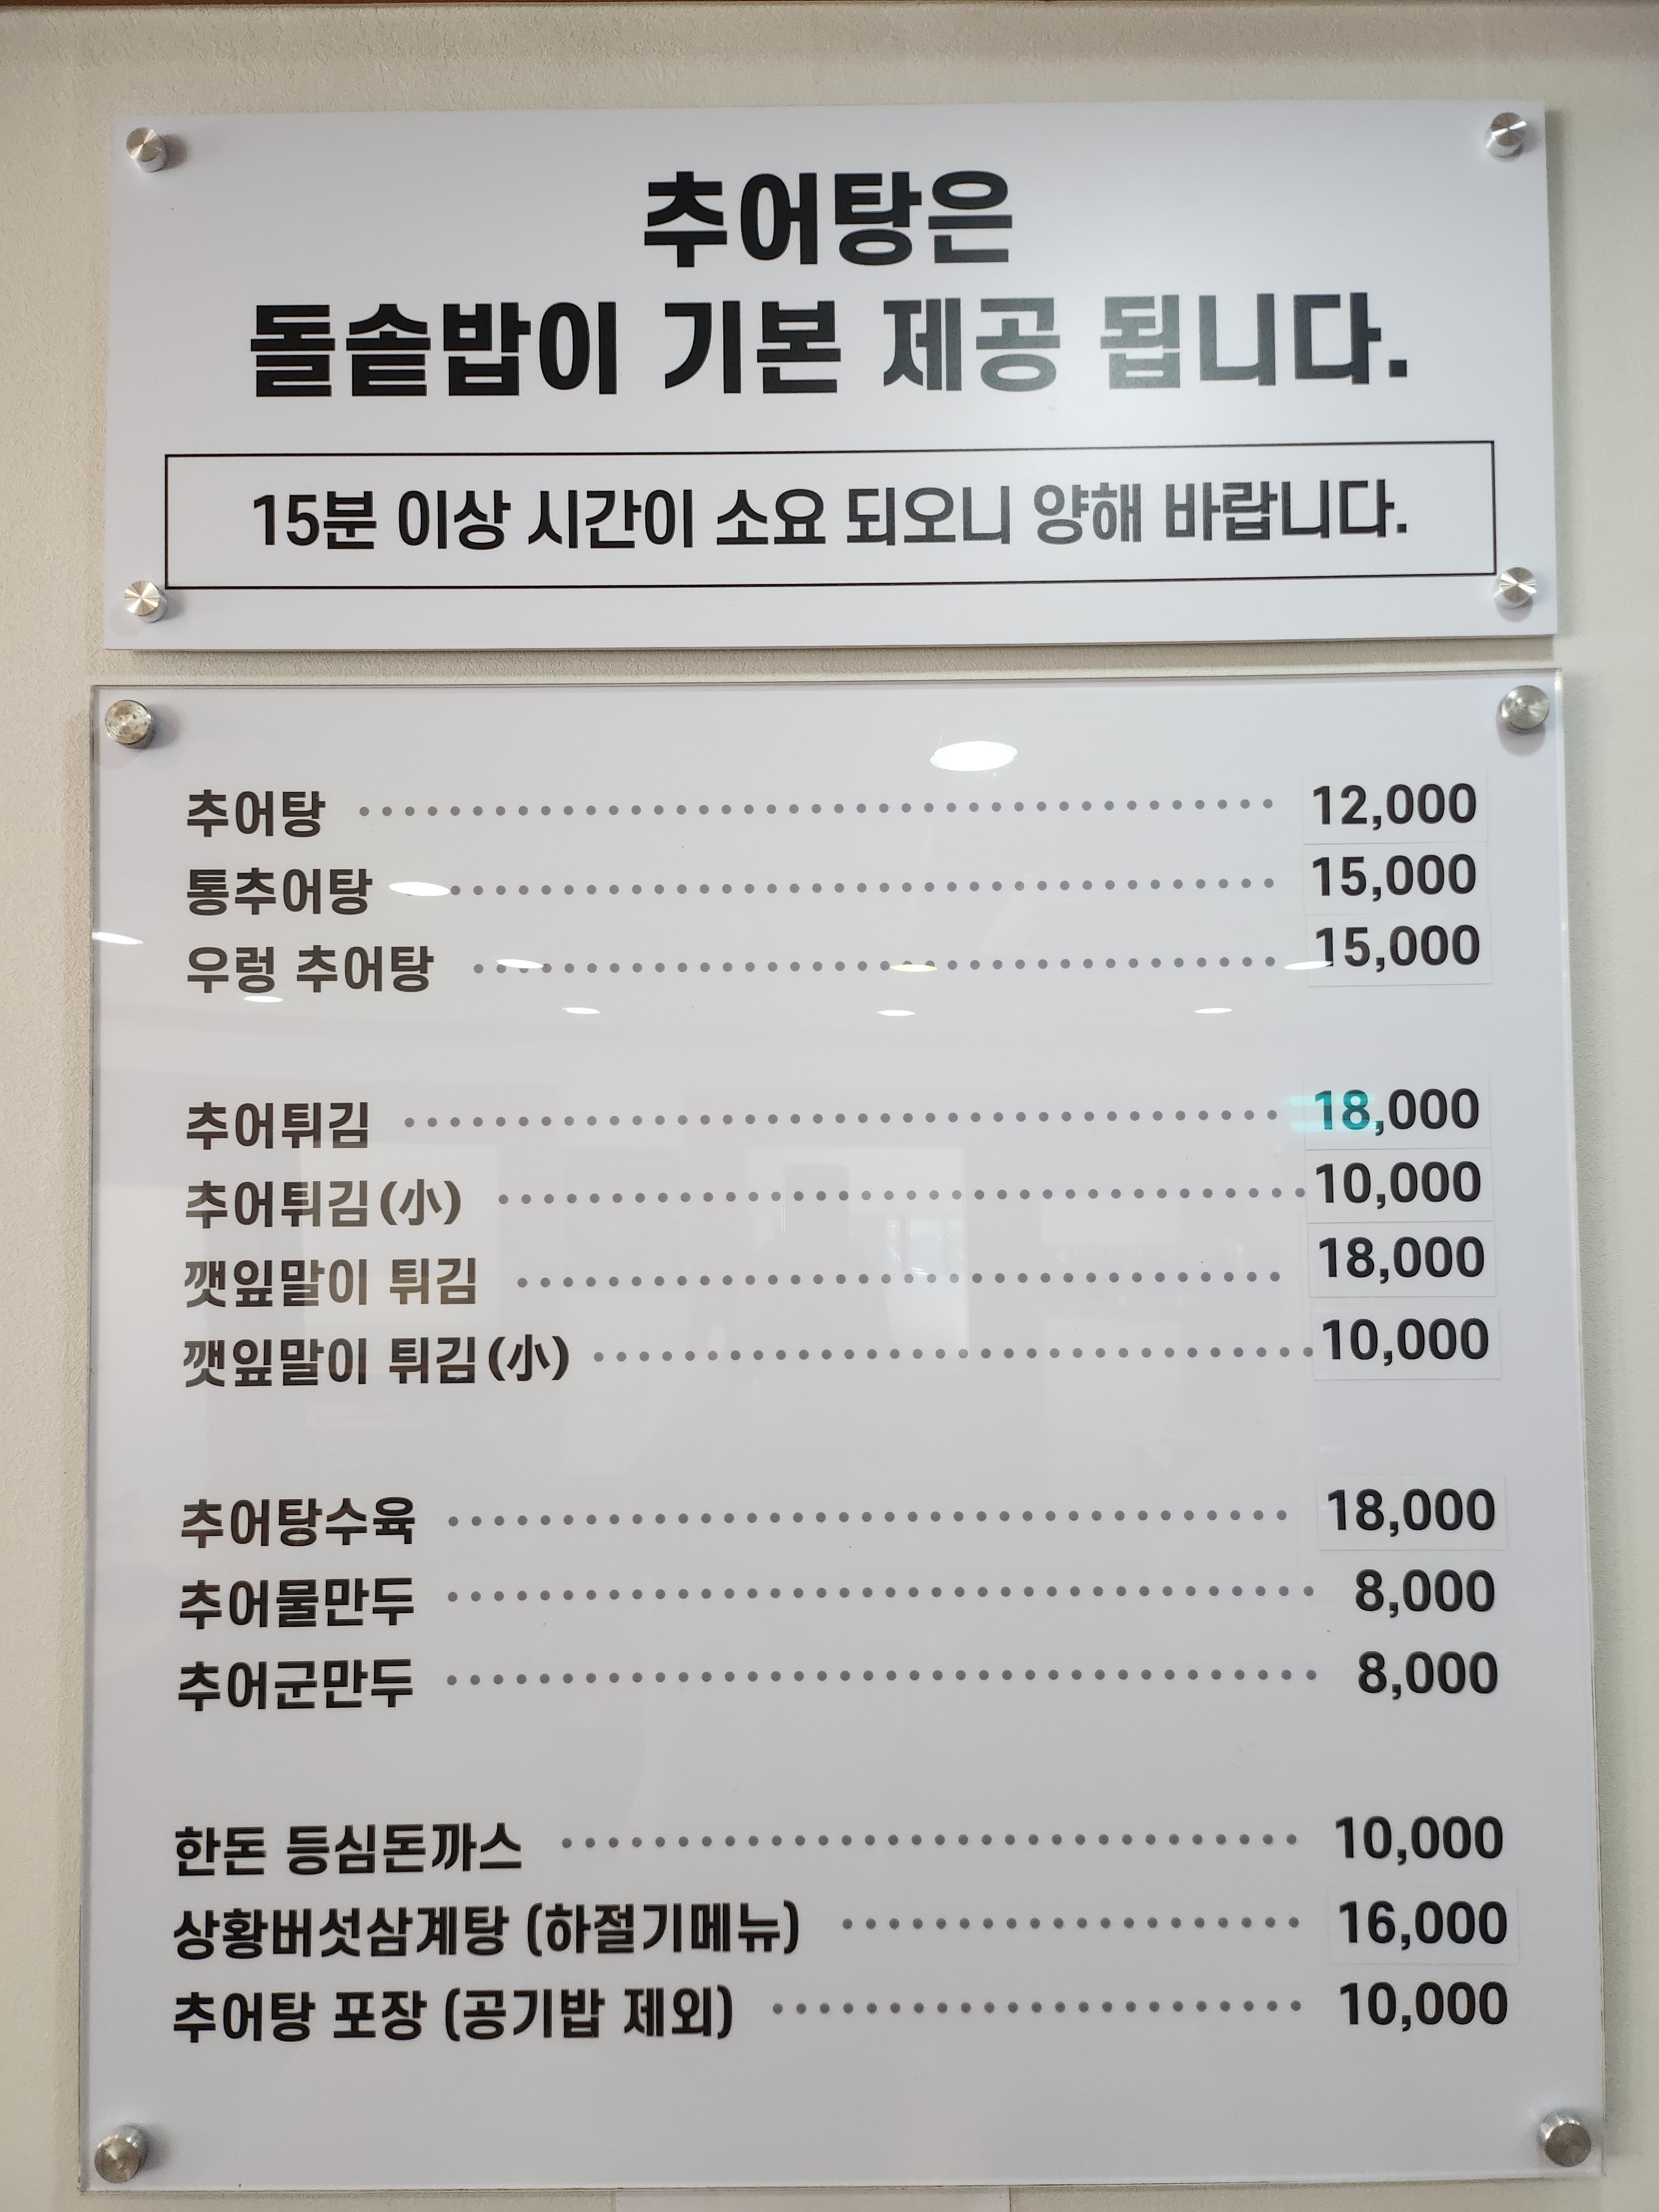 추어탕은
돌솥밥이 기본 제공 됩니다.
15분 이상 시간이 소요 되오니 양해 바랍니다.
추어탕 12,000
통추어탕 15,000
우렁 추어탕 15,000
추어튀김 18,000
추어튀김(小) 10,000
깻잎말이 튀김 18,000
깻잎말이 튀김(小) 10,000
추어탕수육 18,000
추어물만두 8,000
추어군만두 8,000
한돈 등심돈까스 10,000
상황버섯삼계탕 (하절기메뉴) 16,000
추어탕 포장 (공기밥 제외) 10,000